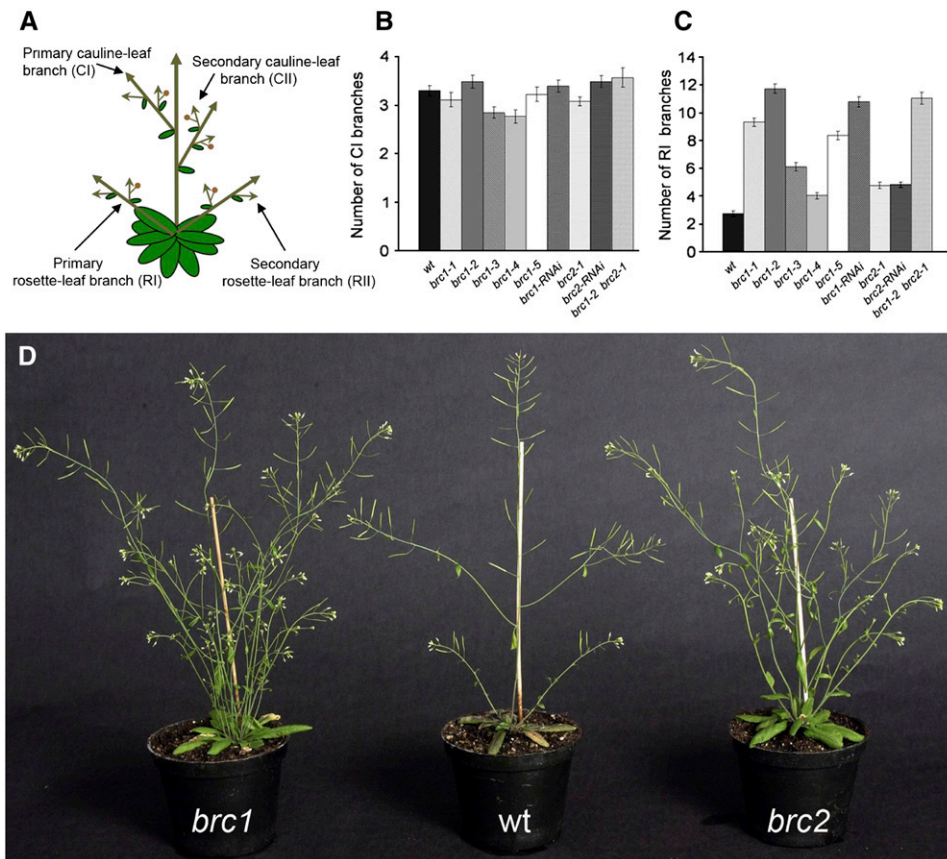 A
Primary cauline-leaf
branch (CI)
Secondary cauline-leaf
branch (CII)
Primary
rosette-leaf branch (RI)
Secondary
rosette-leaf branch (RII)
B
Number of CI branches
4
3
2
1
0
wt
brc1-1
brc1-2
brc1-3
brc1-4
brc1-5
brc1-RNAi
brc2-1
brc2-RNAi
brc1-2 brc2-1
C
Number of RI branches
14
12
10
8
6
4
2
0
wt
brc1-1
brc1-2
brc1-3
brc1-4
brc1-5
brc1-RNAi
brc2-1
brc2-RNAi
brc1-2 brc2-1
D
brc1
wt
brc2